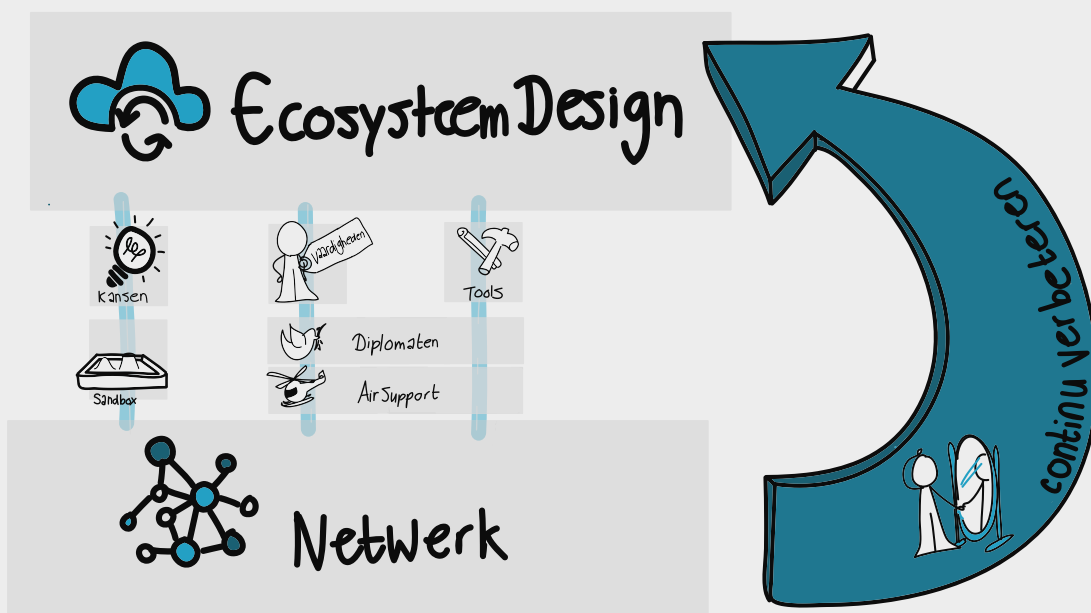 Ecosysteem Design
Kansen
Vaardigheden
Tools
Sandbox
Diplomaten
AirSupport
Netwerk
continu verbeteren